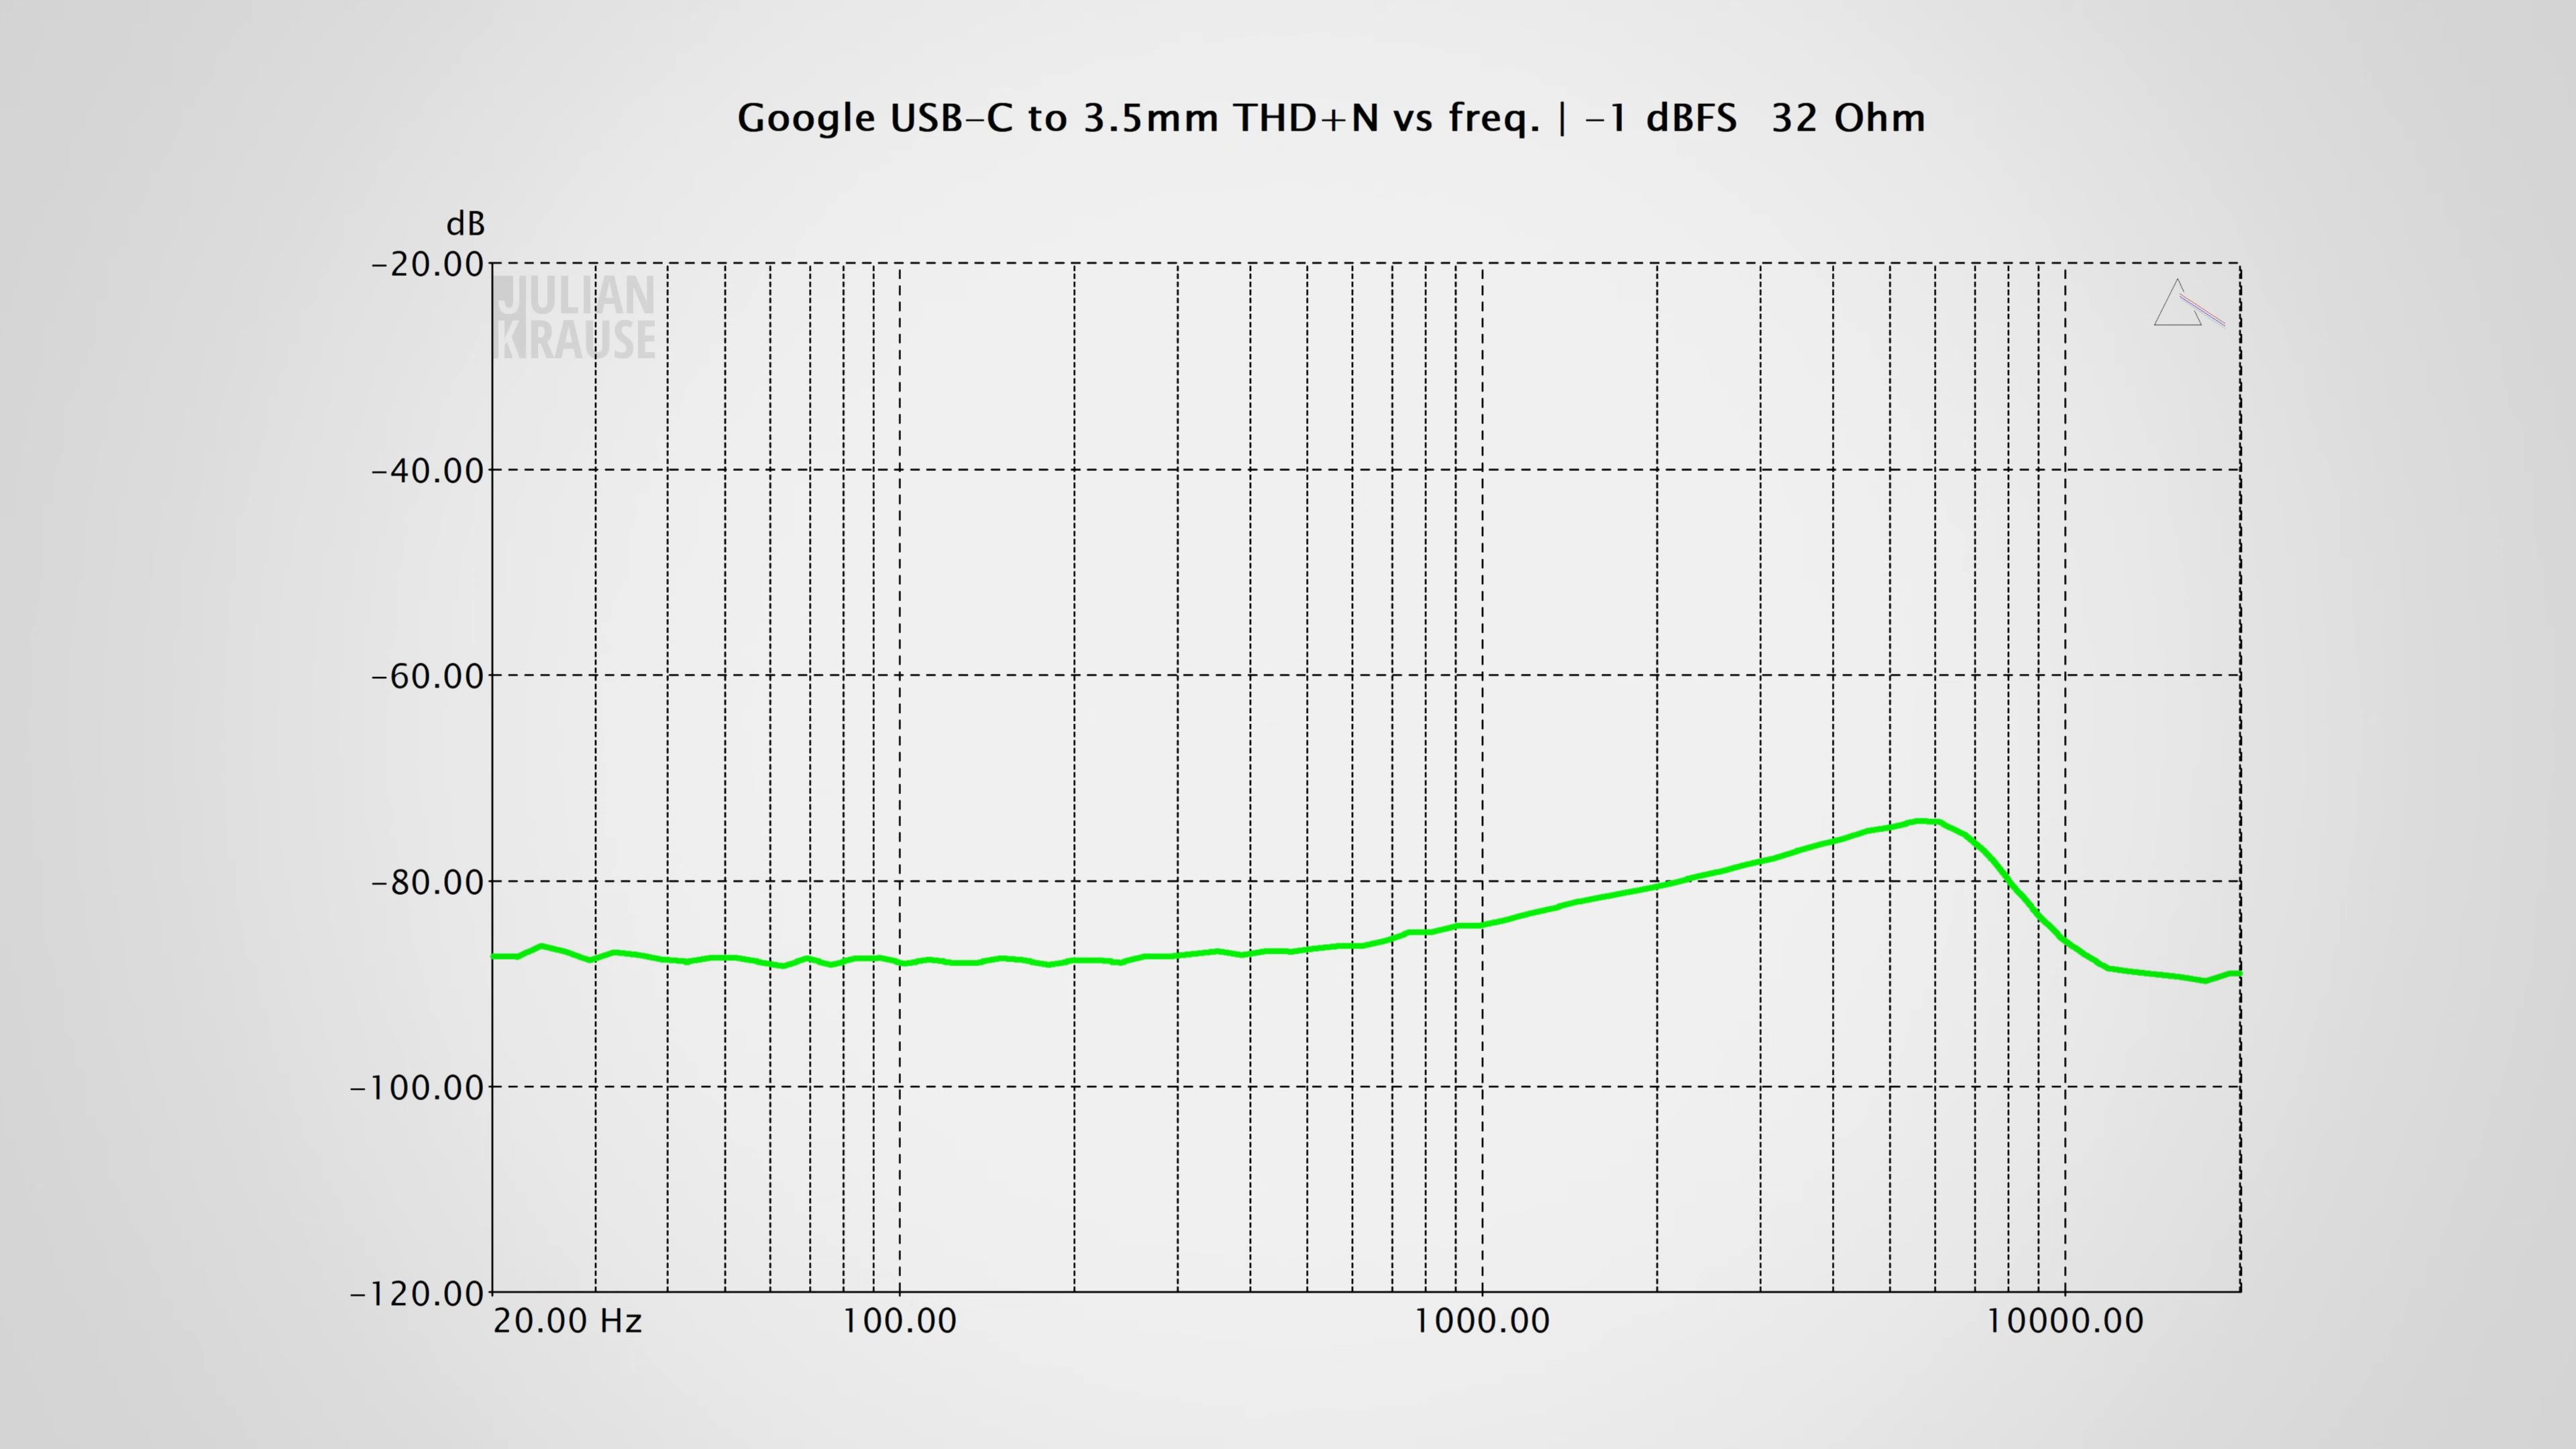 Google USB-C to 3.5mm THD+N vs freq. | -1 dBFS 32 Ohm
dB
-20.00
JULIAN
KRAUSE
-40.00
-60.00
-80.00
-100.00
-120.00
20.00 Hz 100.00 1000.00 10000.00